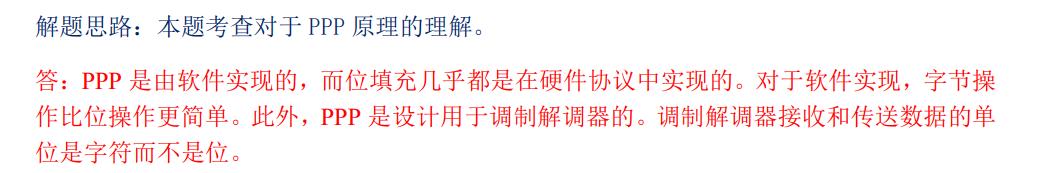 解题思路：本题考查对于 PPP 原理的理解。
答：PPP 是由软件实现的，而位填充几乎都是在硬件协议中实现的。对于软件实现，字节操
作比位操作更简单。此外，PPP 是设计用于调制解调器的。调制解调器接收和传送数据的单
位是字符而不是位。